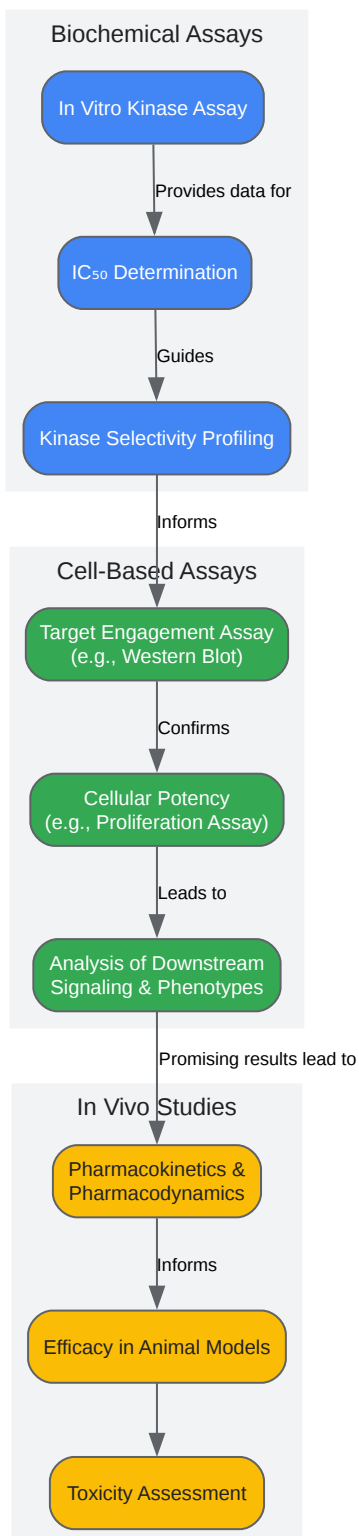 Biochemical Assays
In Vitro Kinase Assay
Provides data for
IC₅₀ Determination
Guides
Kinase Selectivity Profiling
Informs
Cell-Based Assays
Target Engagement Assay
(e.g., Western Blot)
Confirms
Cellular Potency
(e.g., Proliferation Assay)
Leads to
Analysis of Downstream
Signaling & Phenotypes
Promising results lead to
In Vivo Studies
Pharmacokinetics &
Pharmacodynamics
Informs
Efficacy in Animal Models
Toxicity Assessment